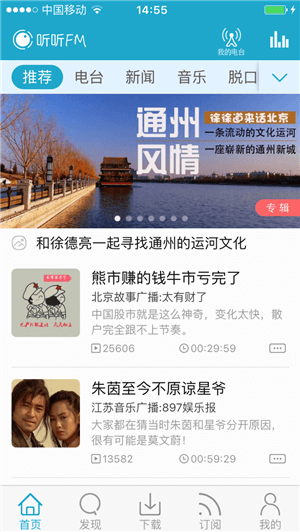 中国移动
14:55
听听FM
我的电台
推荐 电台 新闻 音乐 脱口
通州
风情
徐徐道来话北京
一条流动的文化运河
一座崭新的通州新城
专辑
和徐德亮一起寻找通州的运河文化
熊市赚的钱牛市亏完了
北京故事广播:太有财了
中国股市就是这么神奇，变化太快，散
户完全跟不上节奏。
25606 00:29:59
朱茵至今不原谅星爷
江苏音乐广播:897娱乐报
大家都在猜当时朱茵和星爷分开原因，
很有可能是莫文蔚!
13582 00:59:29
首页 发现 下载 订阅 我的